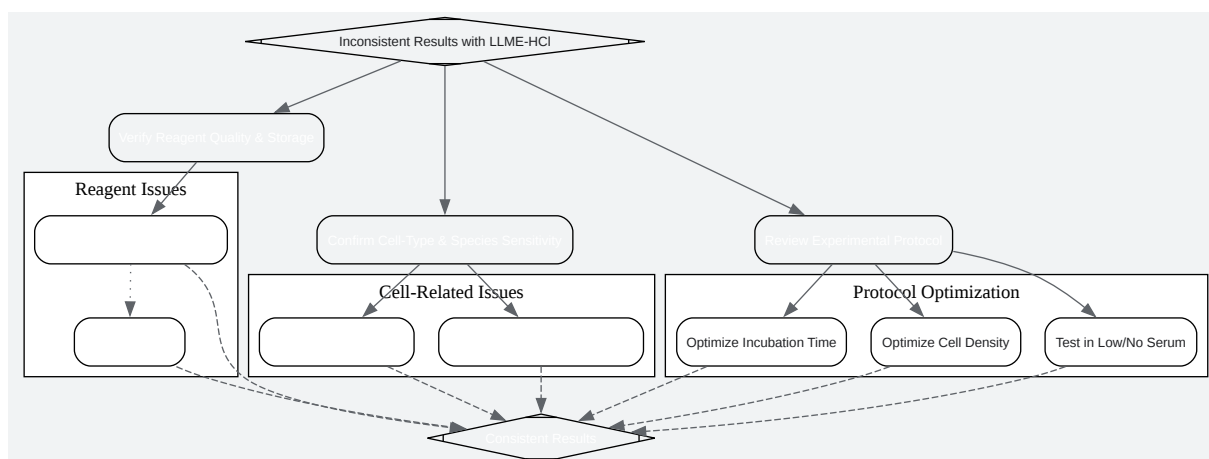 Inconsistent Results with LLME-HCl
Verify Reagent Quality & Storage
Reagent Issues
Confirm Cell-Type & Species Sensitivity
Review Experimental Protocol
Cell-Related Issues
Protocol Optimization
Optimize Incubation Time
Optimize Cell Density
Test in Low/No Serum
Consistent Results